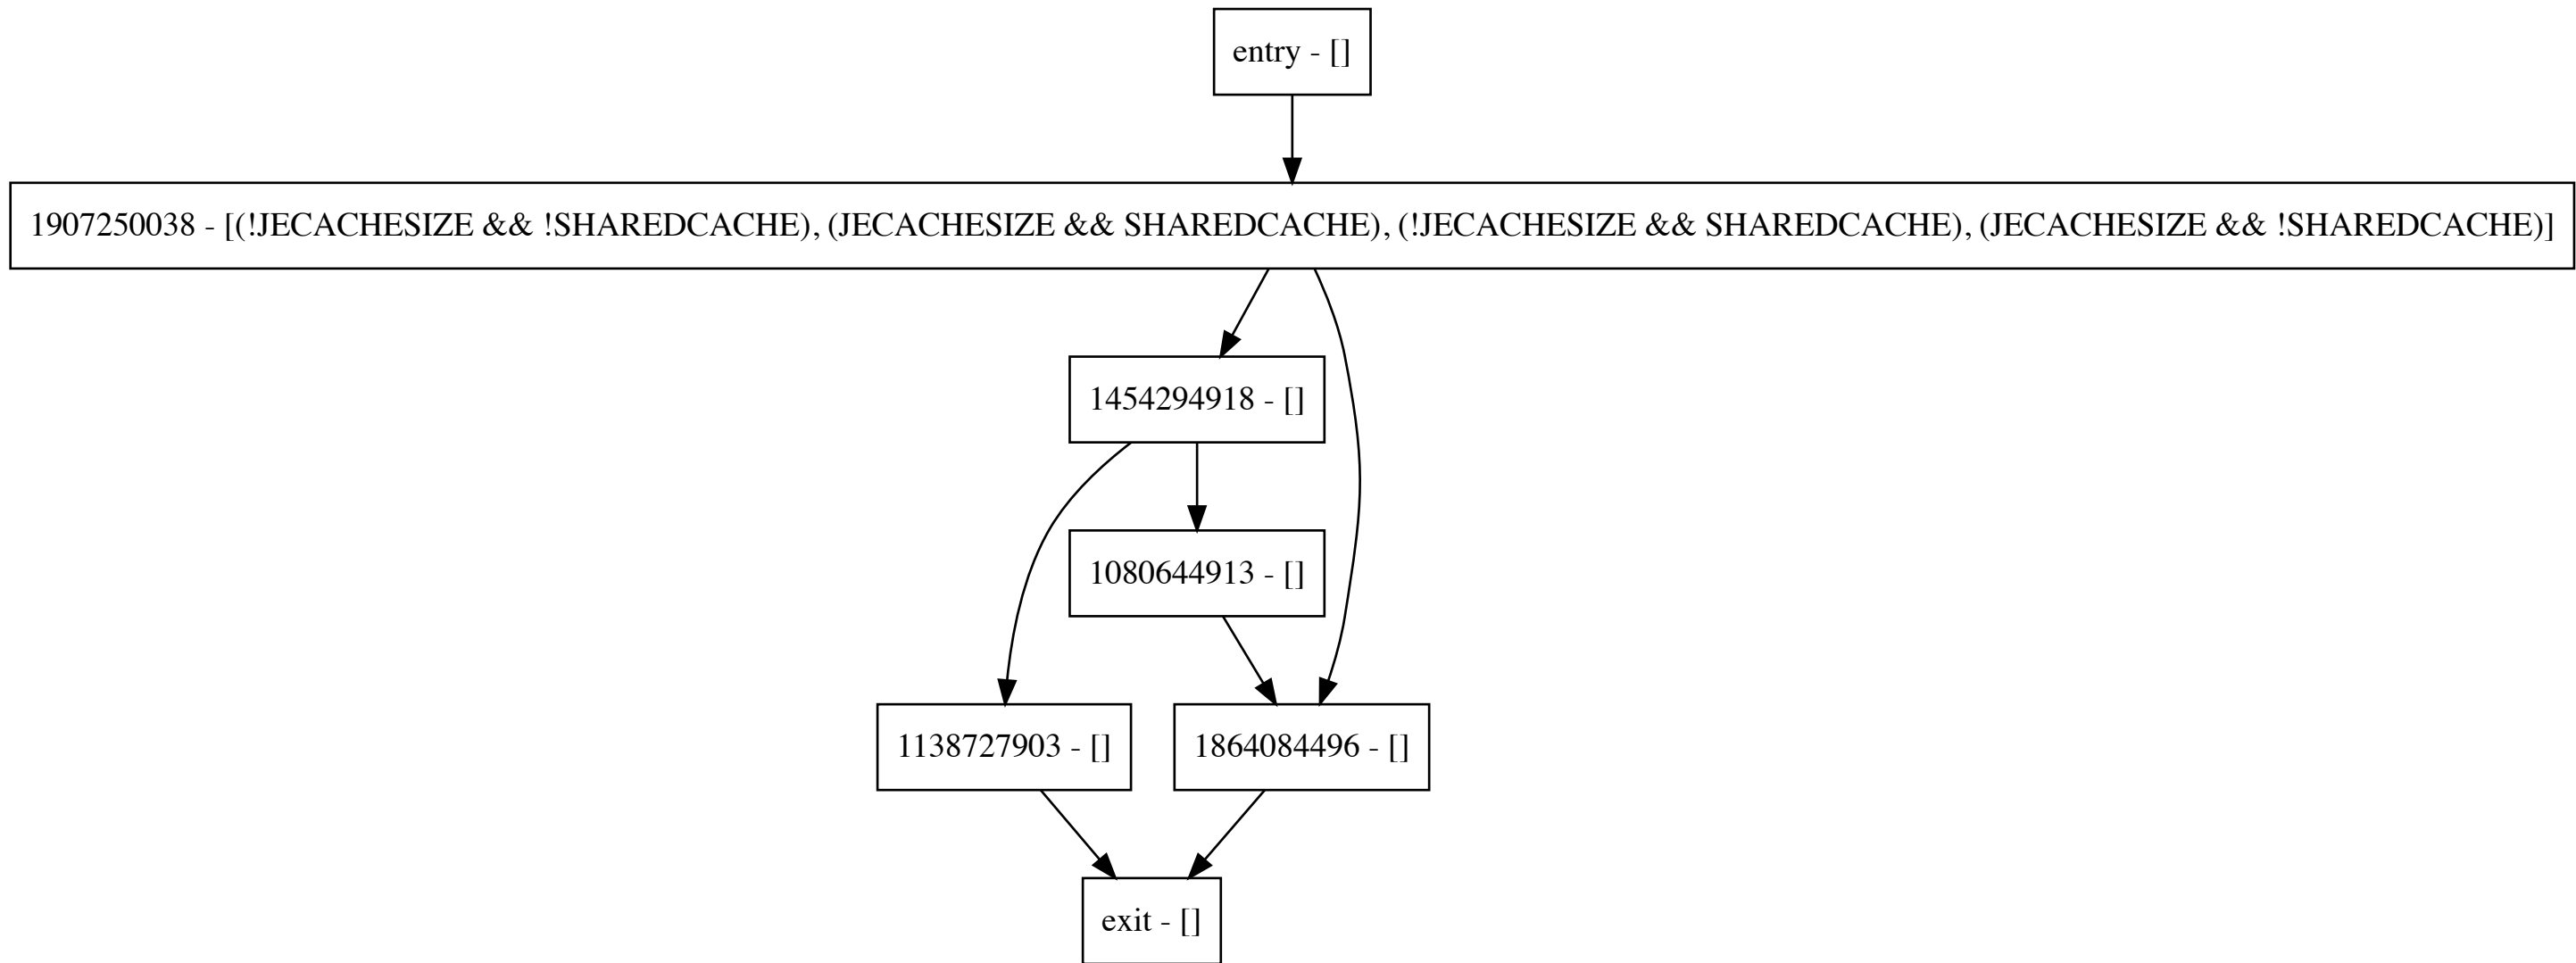 entry - []
1907250038 - [(!JECACHESIZE && !SHAREDCACHE), (JECACHESIZE && SHAREDCACHE), (!JECACHESIZE && SHAREDCACHE), (JECACHESIZE && !SHAREDCACHE)]
1454294918 - []
1080644913 - []
1138727903 - []
1864084496 - []
exit - []